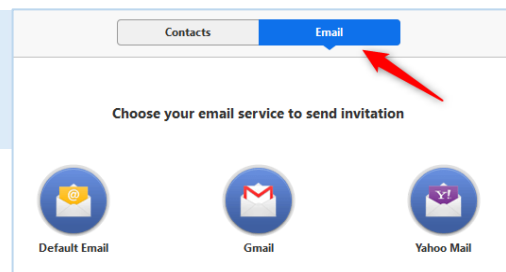 Contacts Email
Choose your email service to send invitation
@ M Y!
Default Email Gmail Yahoo Mail